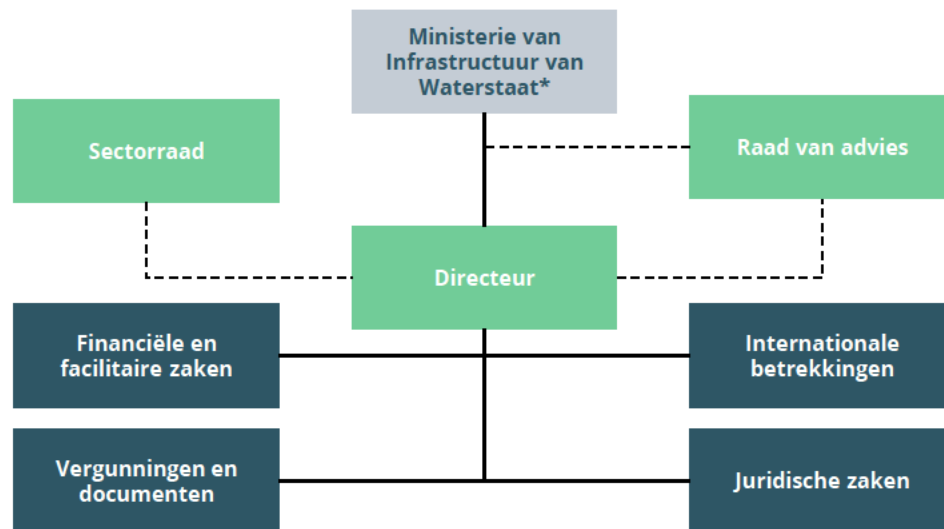 Ministerie van
Infrastructuur van
Waterstaat*
Sectorraad
Raad van advies
Directeur
Financiële en
facilitaire zaken
Internationale
betrekkingen
Vergunningen en
documenten
Juridische zaken